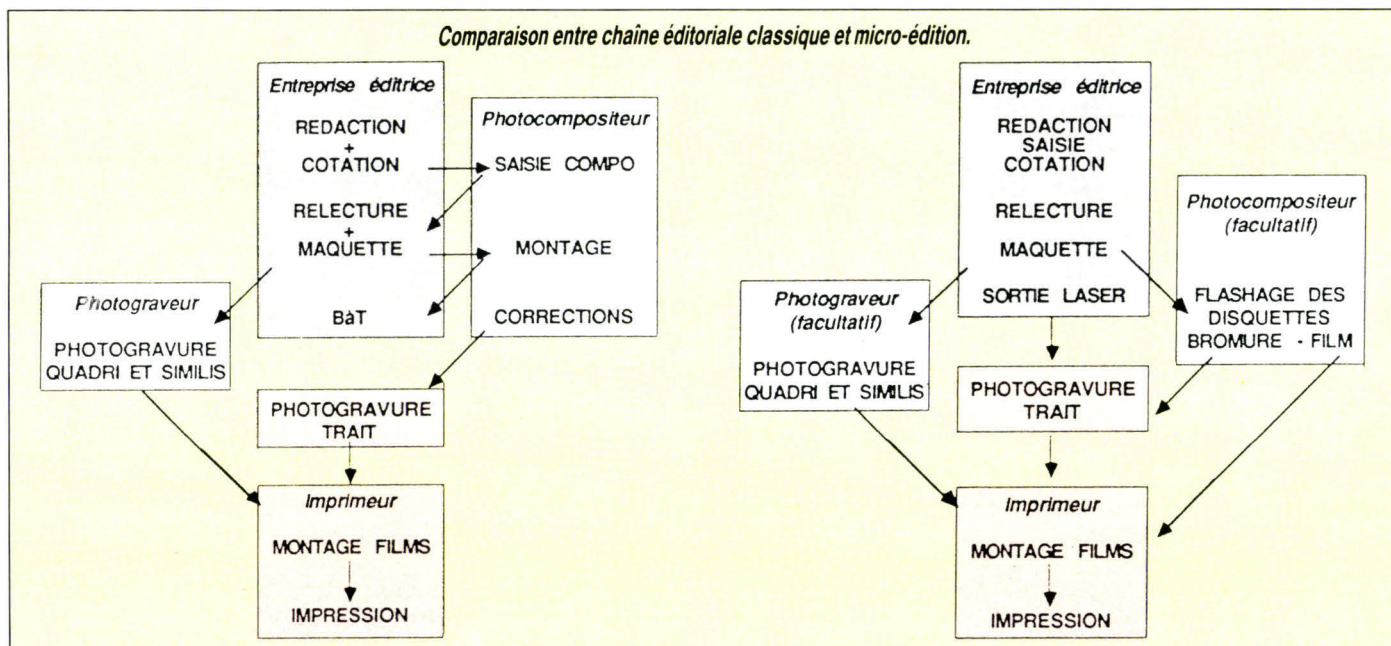 Comparaison entre chaîne éditoriale classique et micro-édition.
Entreprise éditrice
REDACTION
+
COTATION
RELECTURE
+
MAQUETTE
BàT
Photocompositeur
SAISIE COMPO
MONTAGE
CORRECTIONS
Photograveur
PHOTOGRAVURE
QUADRI ET SIMILIS
PHOTOGRAVURE
TRAIT
Imprimeur
MONTAGE FILMS
IMPRESSION
Entreprise éditrice
REDACTION
SAISIE
COTATION
RELECTURE
MAQUETTE
SORTIE LASER
Photocompositeur
(facultatif)
FLASHAGE DES
DISQUETTES
BROMURE - FILM
Photograveur
(facultatif)
PHOTOGRAVURE
QUADRI ET SIMILIS
PHOTOGRAVURE
TRAIT
Imprimeur
MONTAGE FILMS
IMPRESSION